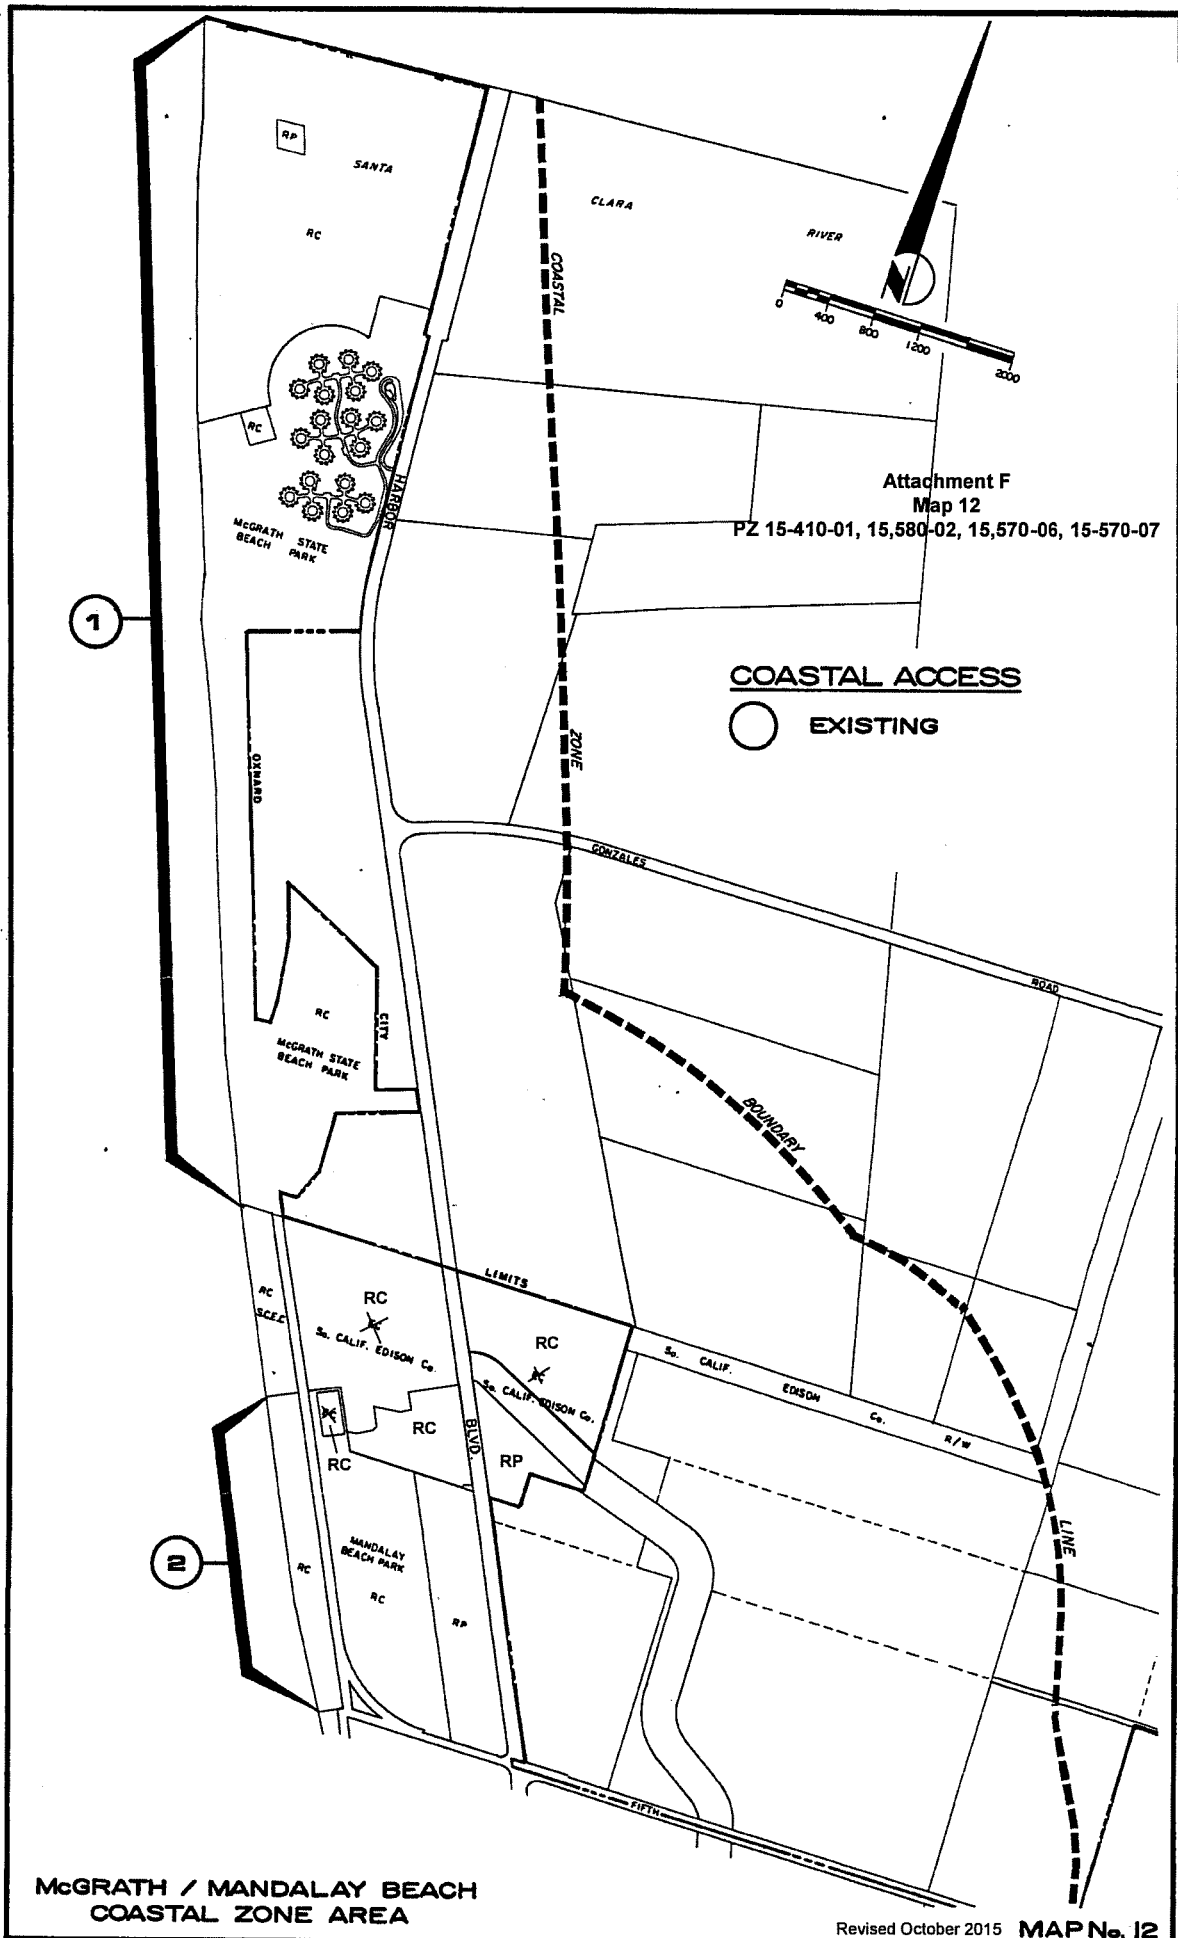 RP
SANTA
CLARA
RIVER
RC
COASTAL
0
400
800
1200
2000
RC
HARBOR
McGRATH STATE
BEACH PARK
Attachment F
Map 12
PZ 15-410-01, 15,580-02, 15,570-06, 15-570-07
1
COASTAL ACCESS
EXISTING
ZONE
OXNARD
GONZALES
ROAD
RC
CITY
McGRATH STATE
BEACH PARK
BOUNDARY
LIMITS
RC
S.C.E.C
RC
So. CALIF. EDISON Co.
RC
So. CALIF. EDISON Co.
So. CALIF. EDISON Co. R/W
RC
BLVD.
RP
RC
LINE
2
MANDALAY
BEACH PARK
RC
RC
RP
FIFTH
McGRATH / MANDALAY BEACH
COASTAL ZONE AREA
Revised October 2015 MAP No. 12